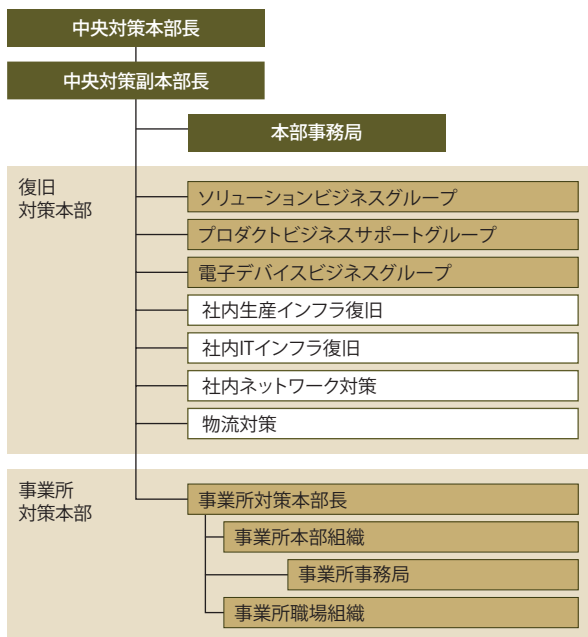 中央対策本部長
中央対策副本部長
本部事務局
復旧
対策本部
ソリューションビジネスグループ
プロダクトビジネスサポートグループ
電子デバイスビジネスグループ
社内生産インフラ復旧
社内ITインフラ復旧
社内ネットワーク対策
物流対策
事業所
対策本部
事業所対策本部長
事業所本部組織
事業所事務局
事業所職場組織